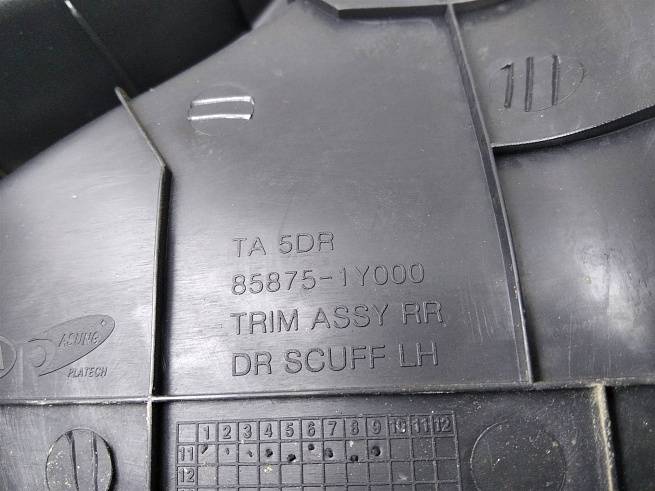 TA 5DR
85875-1Y000
TRIM ASSY RR
DR SCUFF LH
ASUNG
PLATECH
1 2 3 4 5 6 7 8 9 10 11 12
11
12